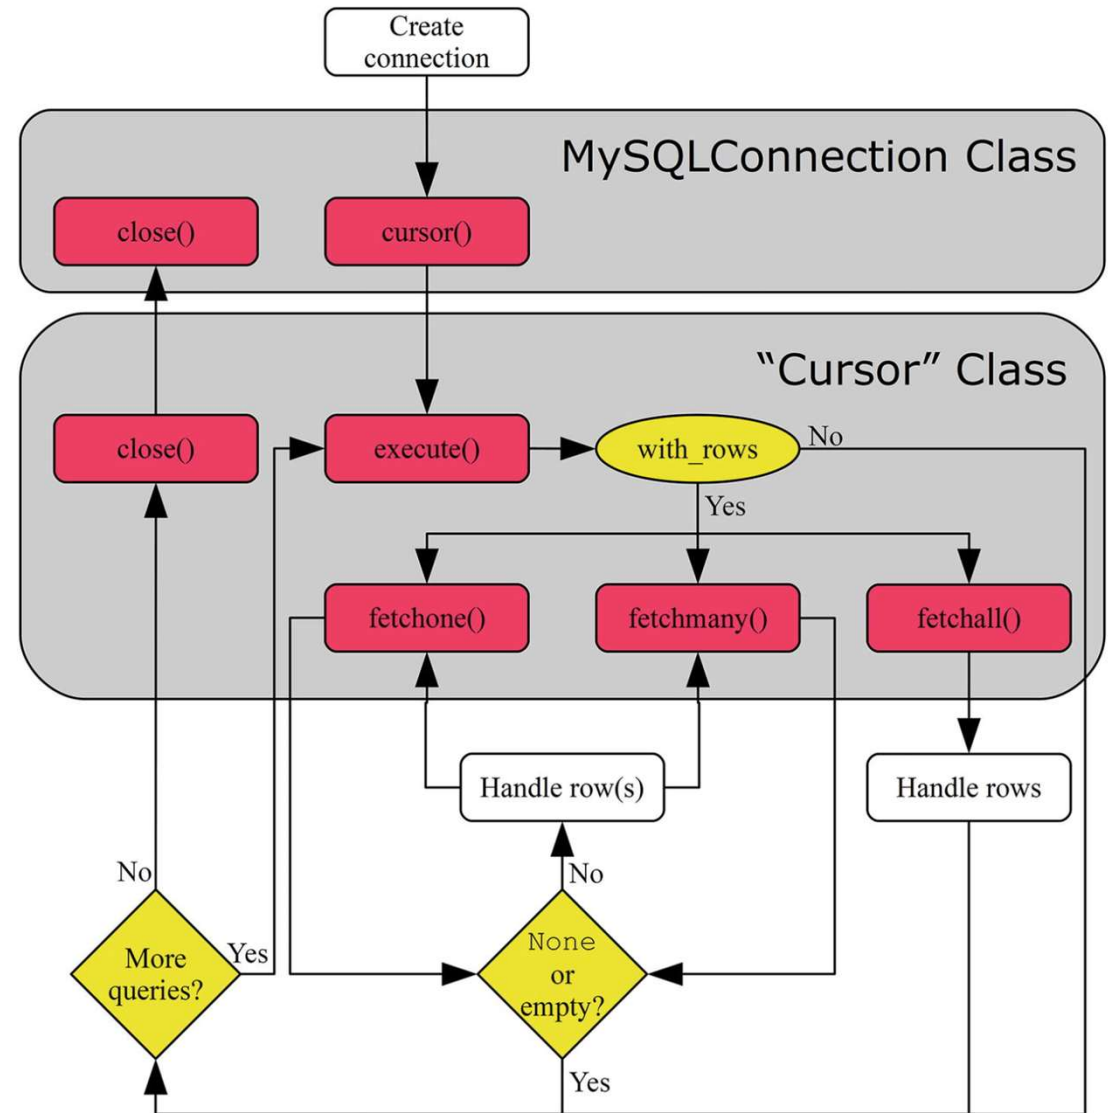 Create
connection
MySQLConnection Class
close()
cursor()
“Cursor” Class
close()
execute()
with_rows
No
Yes
fetchone()
fetchmany()
fetchall()
Handle row(s)
Handle rows
No
No
More
queries?
Yes
None
or
empty?
Yes